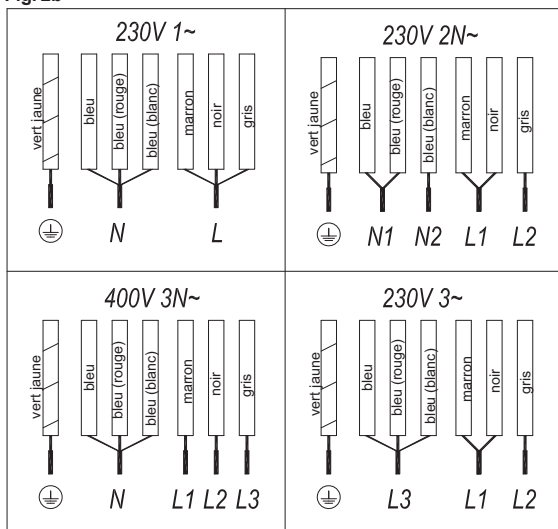 Fig. 2b
230V 1~
vert jaune
bleu
bleu (rouge)
bleu (blanc)
marron
noir
gris
N L
230V 2N~
vert jaune
bleu
bleu (rouge)
bleu (blanc)
marron
noir
gris
N1 N2 L1 L2
400V 3N~
vert jaune
bleu
bleu (rouge)
bleu (blanc)
marron
noir
gris
N L1 L2 L3
230V 3~
vert jaune
bleu
bleu (rouge)
bleu (blanc)
marron
noir
gris
L3 L1 L2